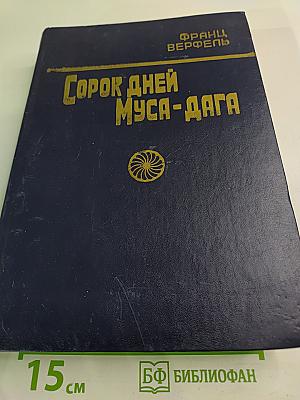 ФРАНЦ
ВЕРФЕЛЬ
СОРОК ДНЕЙ
МУСА-ДАГА
15 см
БФ БИБЛИОФАН